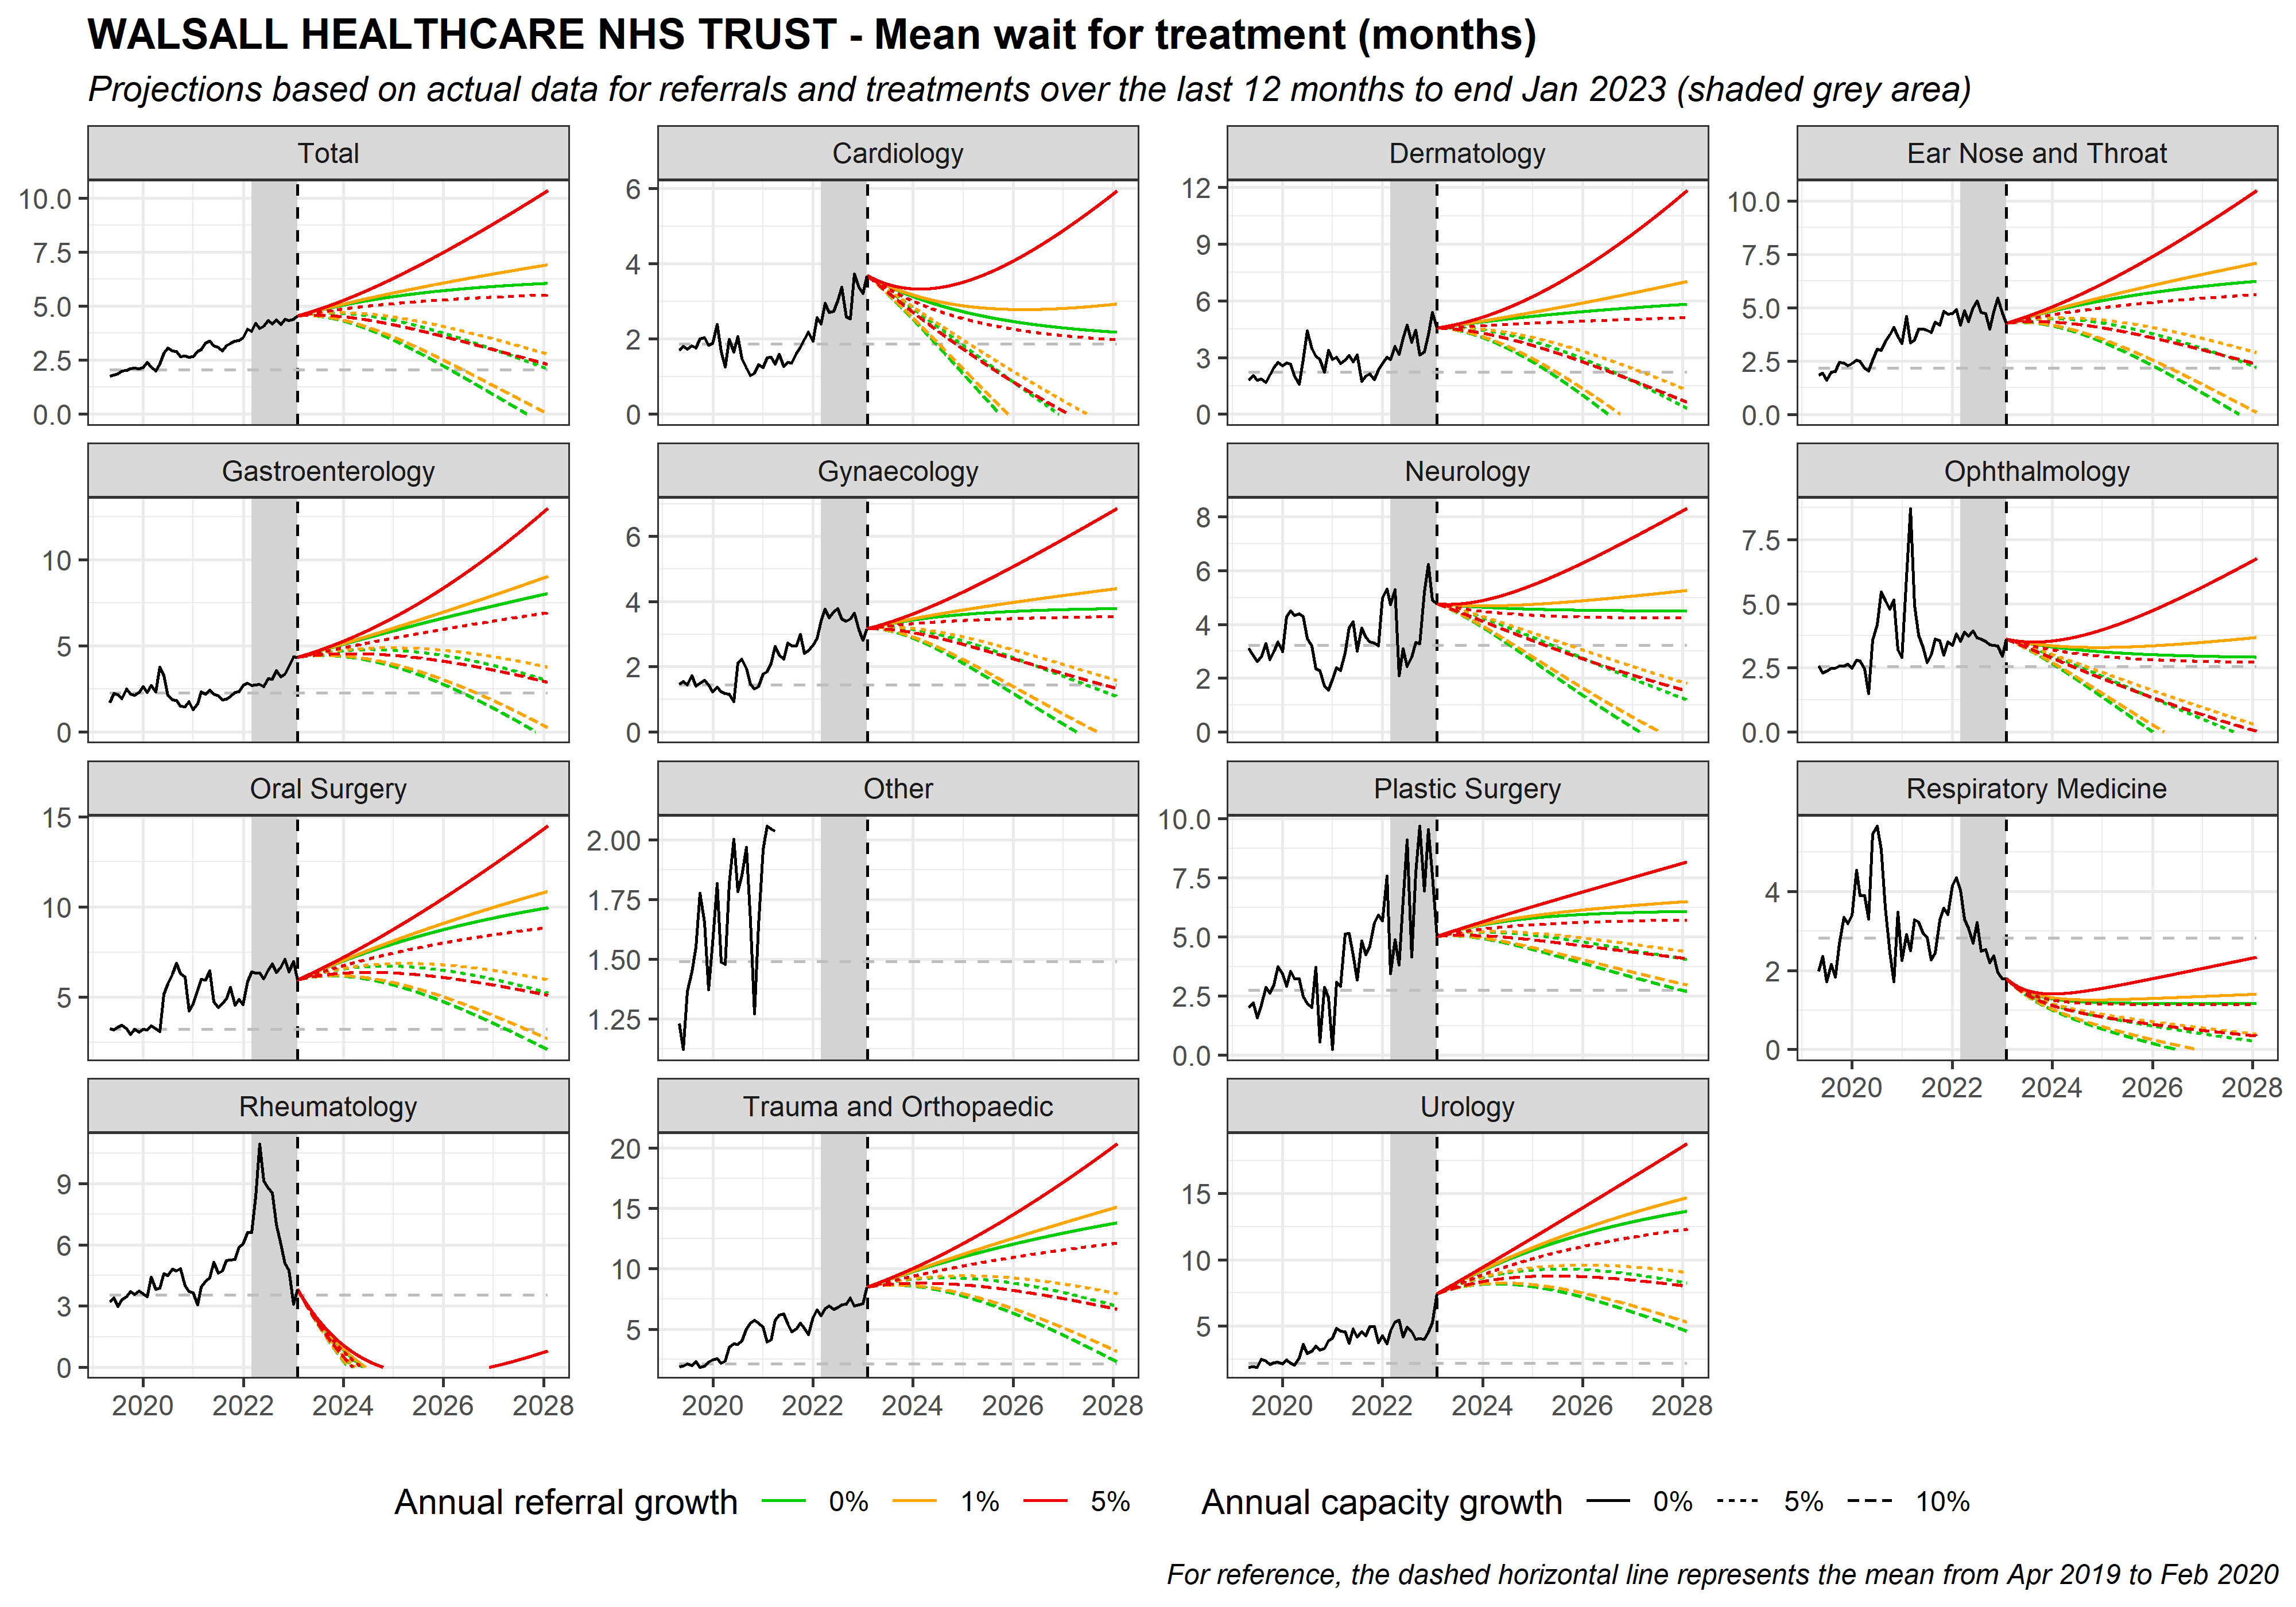 WALSALL HEALTHCARE NHS TRUST - Mean wait for treatment (months)
Projections based on actual data for referrals and treatments over the last 12 months to end Jan 2023 (shaded grey area)
Total
10.0
7.5
5.0
2.5
0.0
Cardiology
6
4
2
0
Dermatology
12
9
6
3
0
Ear Nose and Throat
10.0
7.5
5.0
2.5
0.0
Gastroenterology
10
5
0
Gynaecology
6
4
2
0
Neurology
8
6
4
2
0
Ophthalmology
7.5
5.0
2.5
0.0
Oral Surgery
15
10
5
Other
2.00
1.75
1.50
1.25
Plastic Surgery
10.0
7.5
5.0
2.5
0.0
Respiratory Medicine
4
2
0
2020 2022 2024 2026 2028
Rheumatology
9
6
3
0
2020 2022 2024 2026 2028
Trauma and Orthopaedic
20
15
10
5
2020 2022 2024 2026 2028
Urology
15
10
5
2020 2022 2024 2026 2028
Annual referral growth 0% 1% 5% Annual capacity growth 0% 5% 10%
For reference, the dashed horizontal line represents the mean from Apr 2019 to Feb 2020